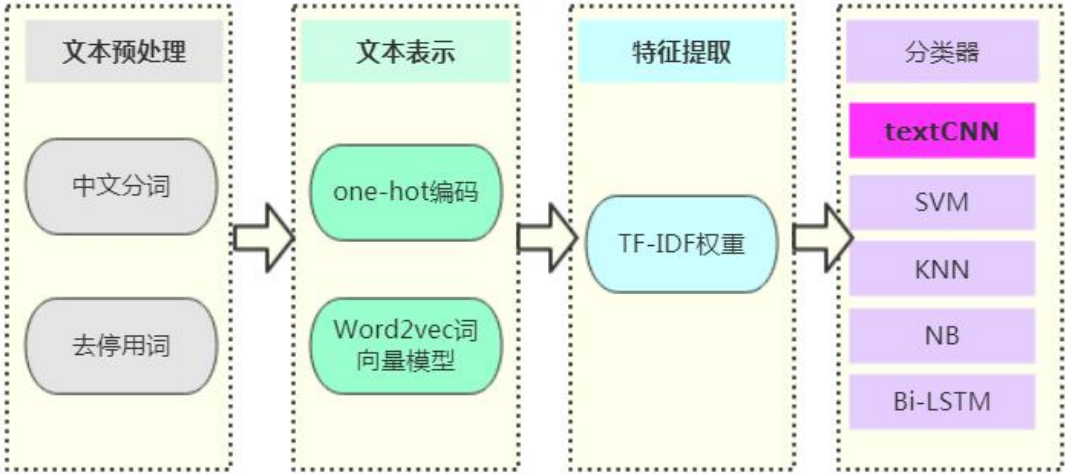 文本预处理
中文分词
去停用词
文本表示
one-hot编码
Word2vec词
向量模型
特征提取
TF-IDF权重
分类器
textCNN
SVM
KNN
NB
Bi-LSTM